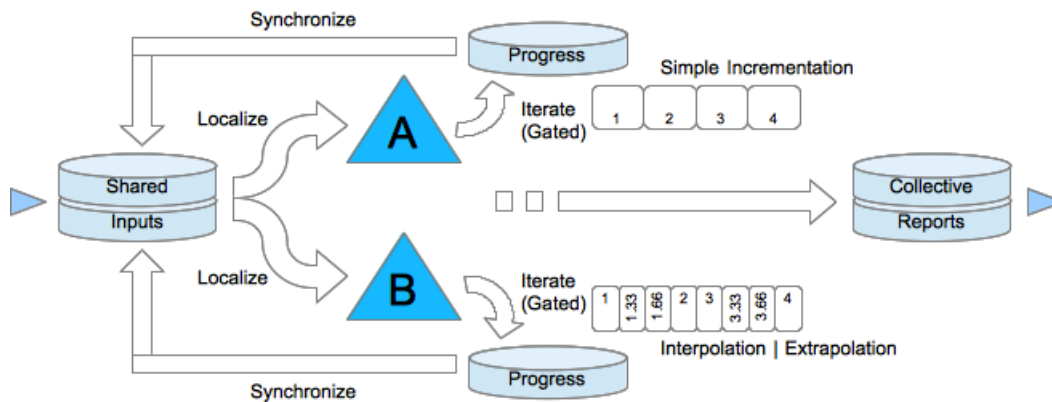 Synchronize
Progress
Simple Incrementation
Localize
A
Iterate
(Gated)
1 2 3 4
Shared
Inputs
Collective
Reports
Localize
B
Iterate
(Gated)
1 1.33 1.66 2 3 3.33 3.66 4
Interpolation | Extrapolation
Progress
Synchronize